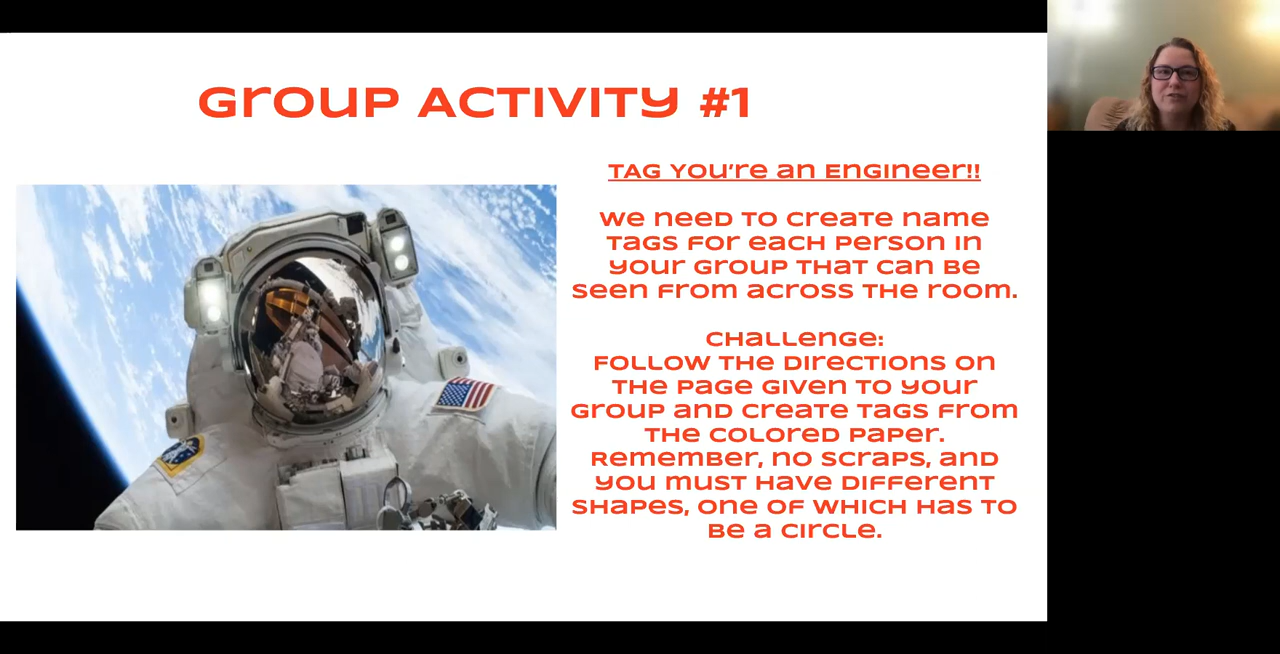 Group Activity #1
Tag You're an Engineer!!
We need to create name
tags for each person in
your group that can be
seen from across the room.
Challenge:
Follow the directions on
the page given to your
group and create tags from
the colored paper.
Remember, no scraps, and
you must have different
shapes, one of which has to
be a circle.